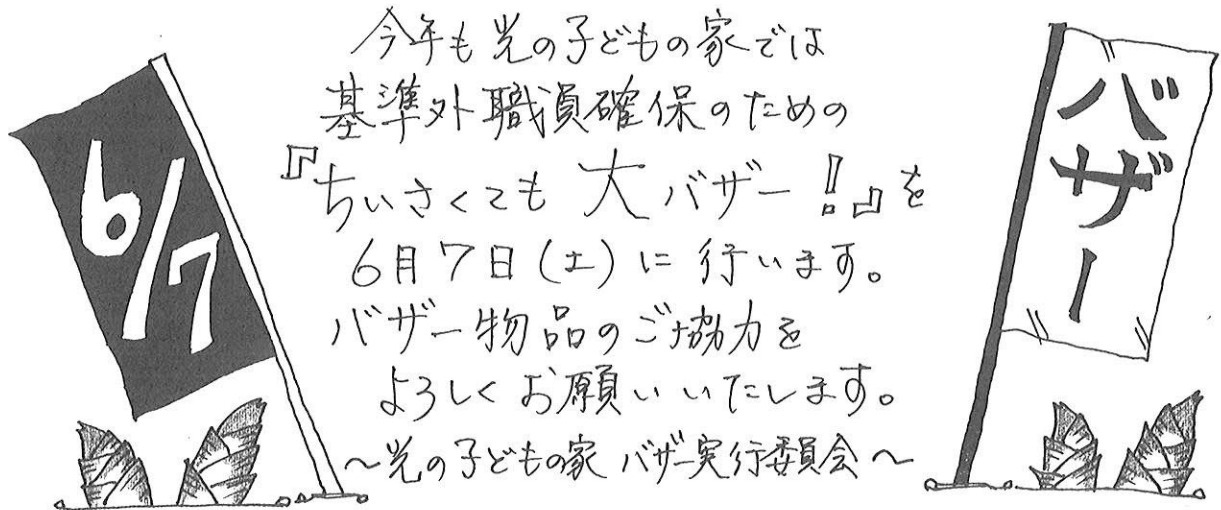 6/7
今年も光の子どもの家では
基準外職員確保のための
『ちいさくても大バザー!』を
6月7日(土)に行います。
バザー物品のご協力を
よろしくお願いいたします。
～光の子どもの家 バザー実行委員会～
バザー